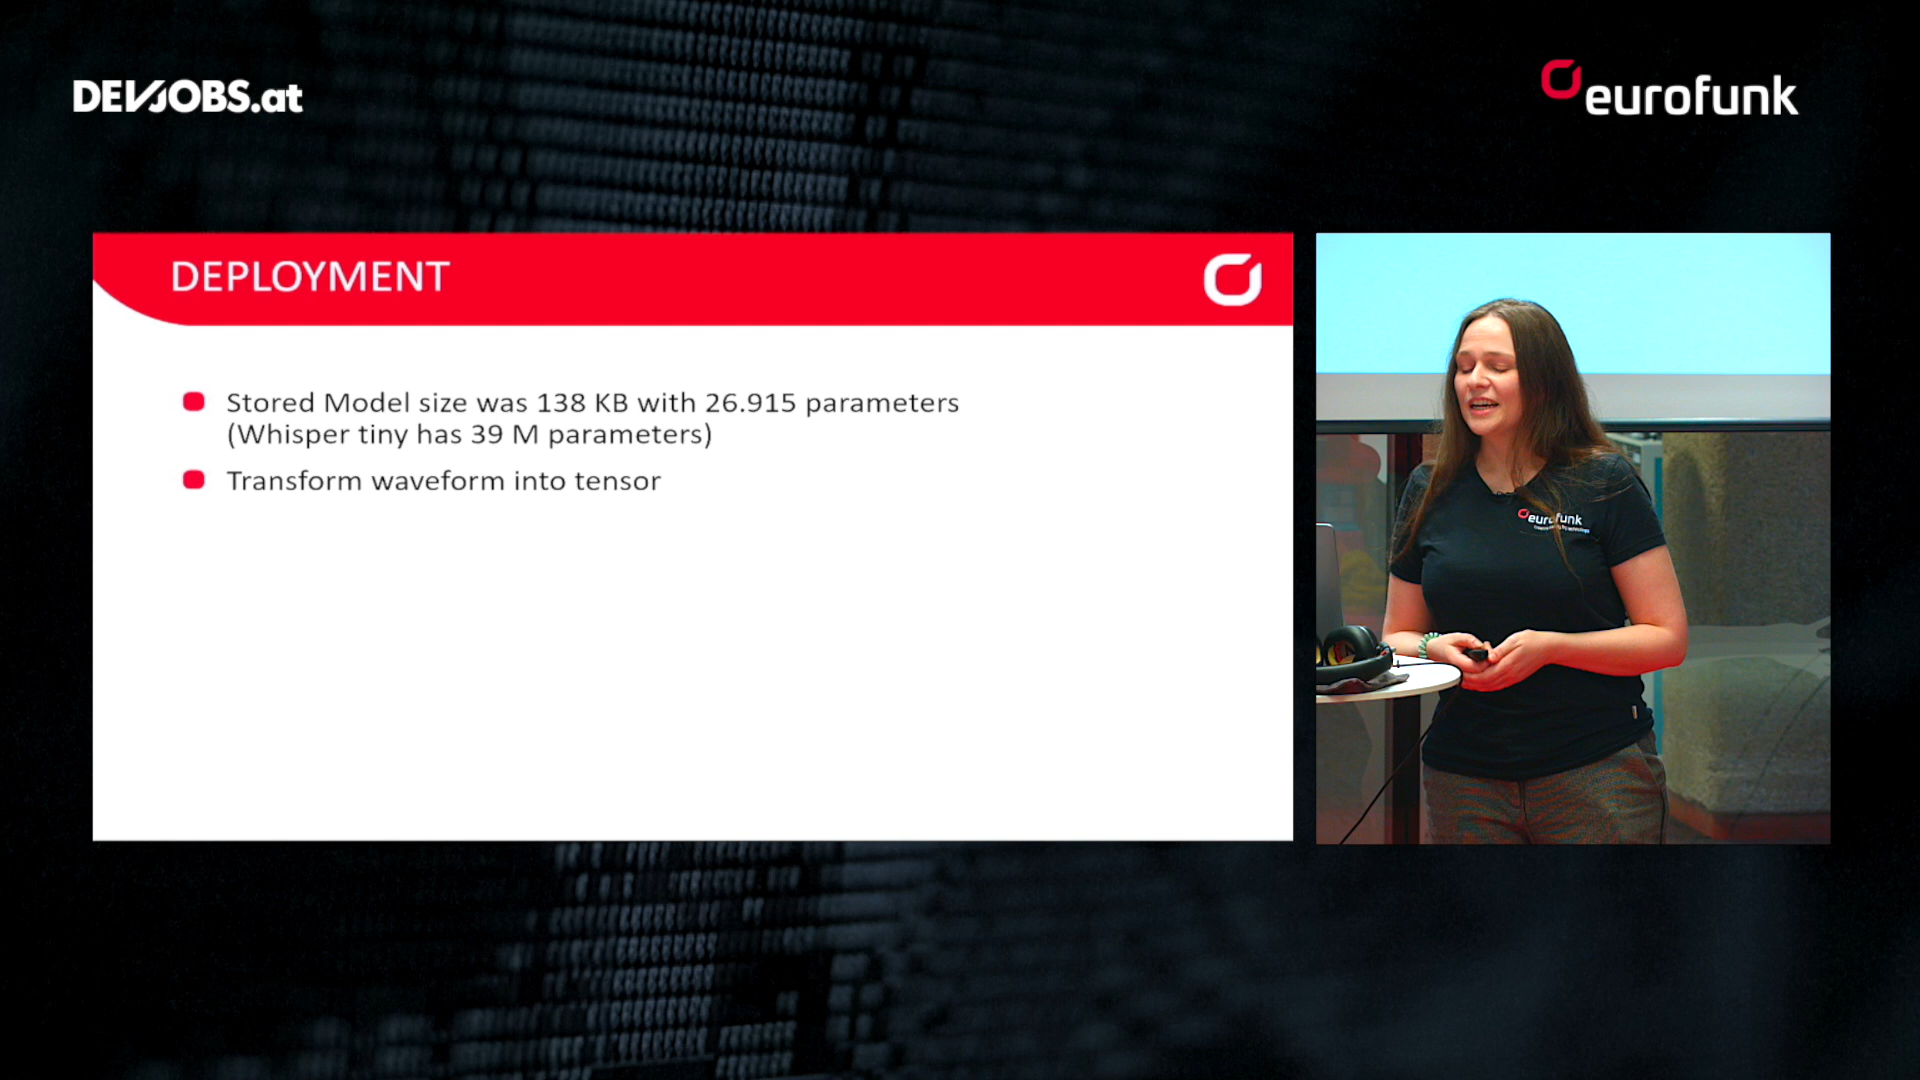 DEVJOBS.at
eurofunk
DEPLOYMENT
Stored Model size was 138 KB with 26.915 parameters
(Whisper tiny has 39 M parameters)
Transform waveform into tensor
eurofunk